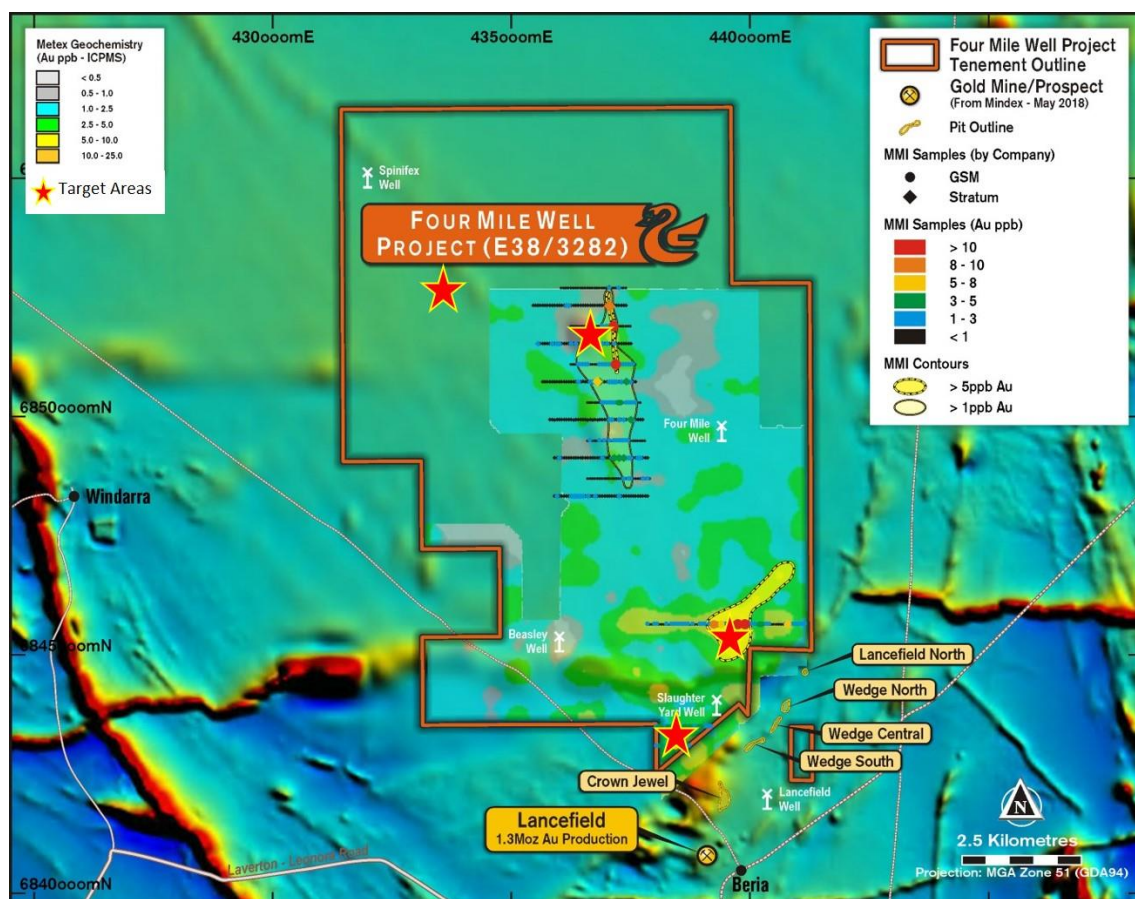 Metex Geochemistry
(Au ppb - ICPMS)
< 0.5
0.5 - 1.0
1.0 - 2.5
2.5 - 5.0
5.0 - 10.0
10.0 - 25.0
Target Areas
430000mE
435000mE
440000mE
Four Mile Well Project
Tenement Outline
Gold Mine/Prospect
(From Mindex - May 2018)
Pit Outline
MMI Samples (by Company)
GSM
Stratum
MMI Samples (Au ppb)
> 10
8 - 10
5 - 8
3 - 5
1 - 3
< 1
MMI Contours
> 5ppb Au
> 1ppb Au
Spinifex
Well
FOUR MILE WELL
PROJECT (E38/3282)
6850000mN
Four Mile
Well
Windarra
Beasley
Well
6845000mN
Lancefield North
Slaughter
Yard Well
Wedge North
Wedge Central
Wedge South
Crown Jewel
Lancefield
Well
Lancefield
1.3Moz Au Production
N
2.5 Kilometres
Projection: MGA Zone 51 (GDA94)
Laverton - Leonora Road
Beria
6840000mN